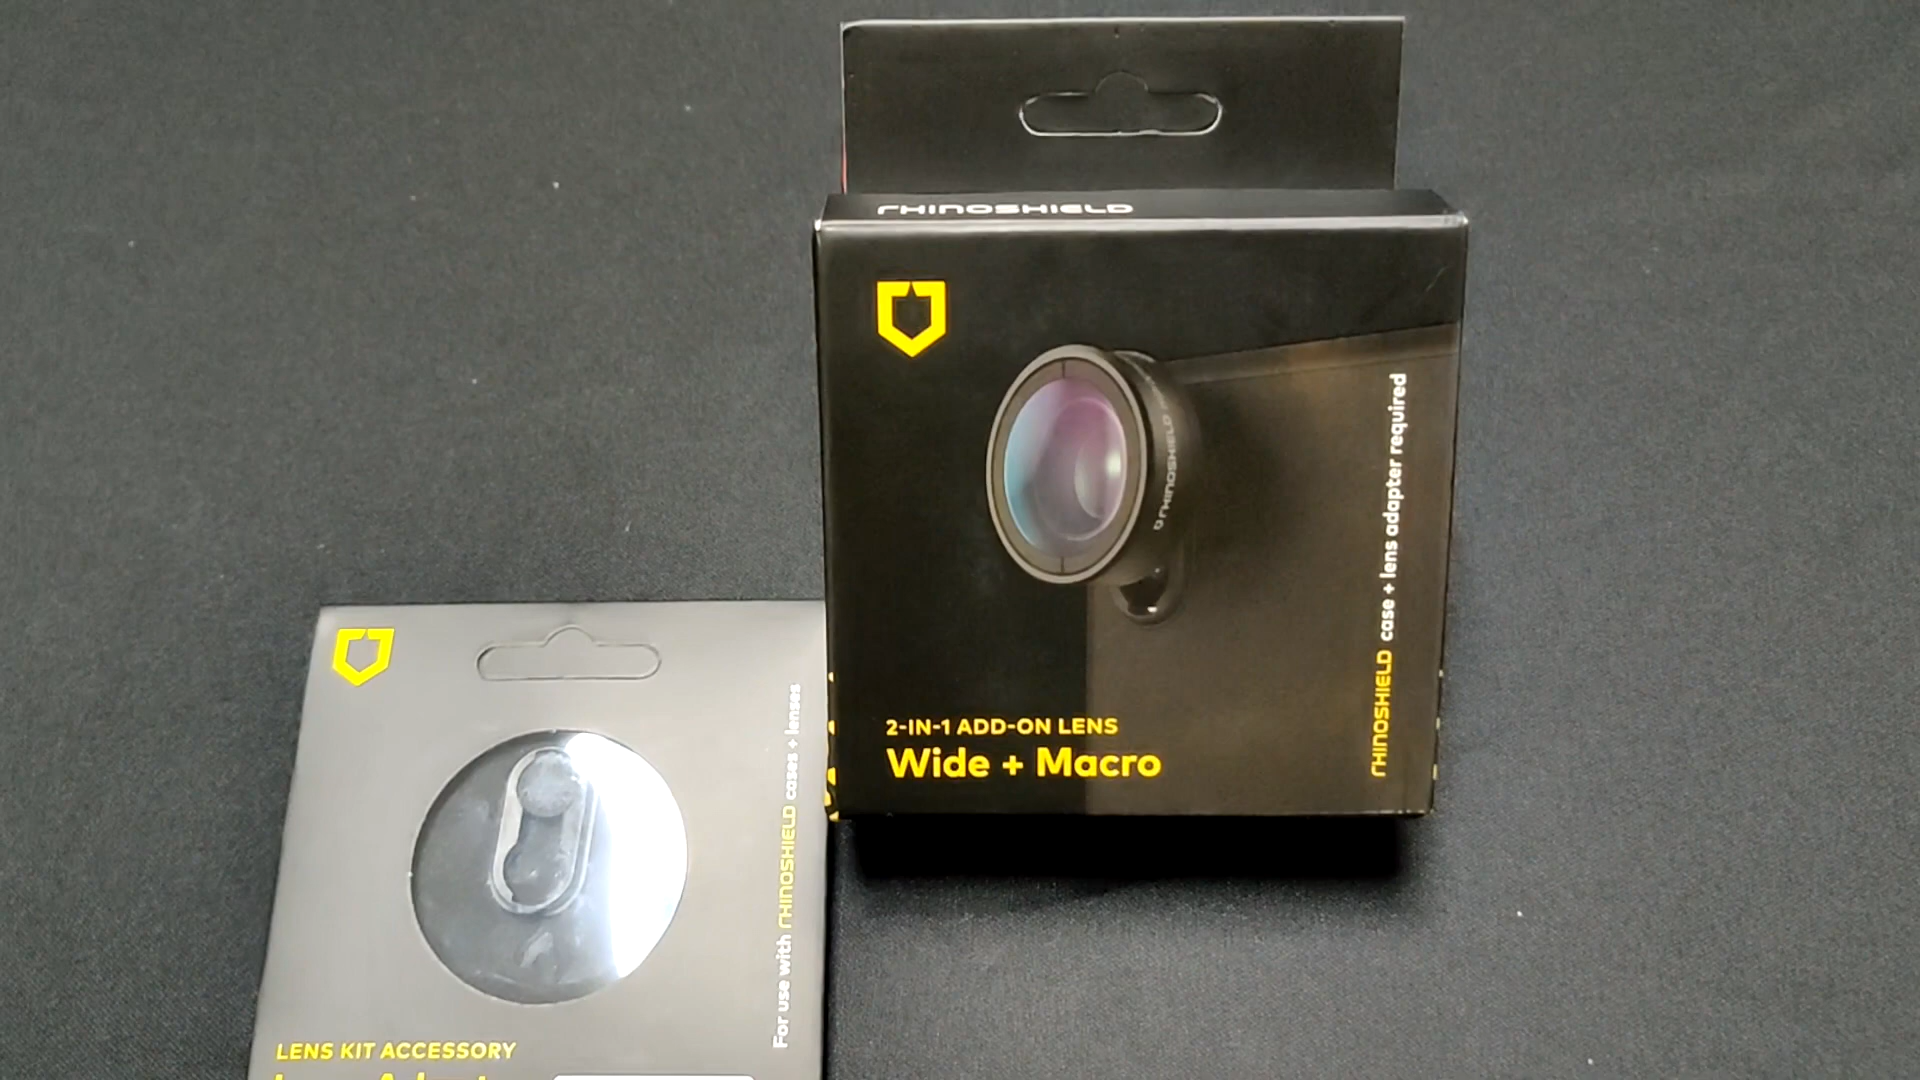 RHINOSHIELD
RHINOSHIELD
2-IN-1 ADD-ON LENS
Wide + Macro
RHINOSHIELD case + lens adapter required
For use with RHINOSHIELD cases + lenses
LENS KIT ACCESSORY